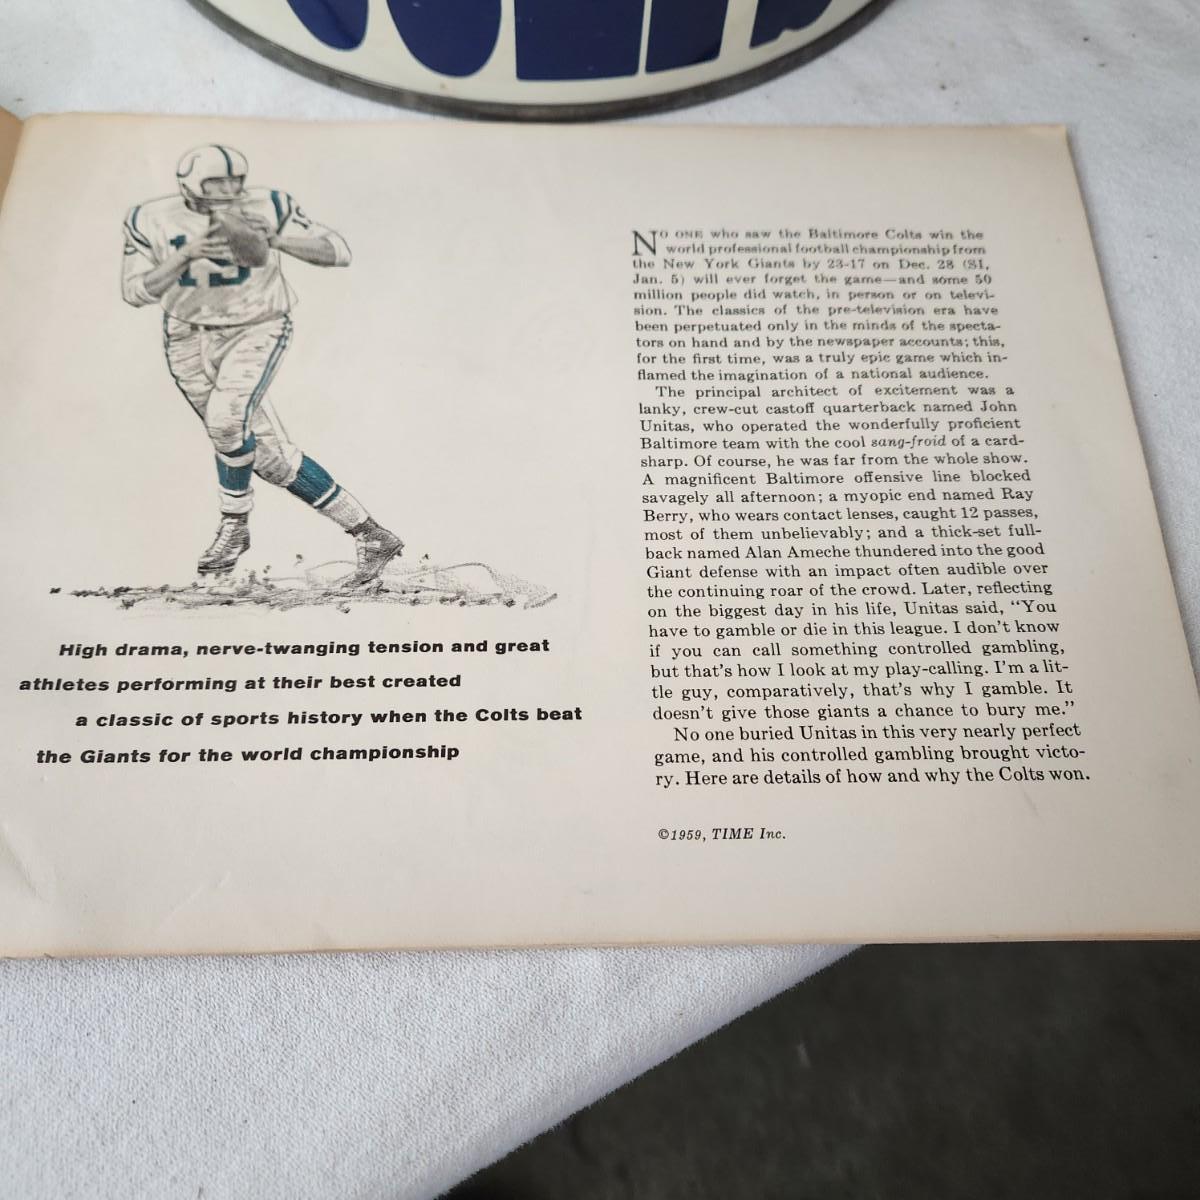 COLTS
19
19
High drama, nerve-twanging tension and great
athletes performing at their best created
a classic of sports history when the Colts beat
the Giants for the world championship
NO ONE who saw the Baltimore Colts win the
world professional football championship from
the New York Giants by 23-17 on Dec. 28 (SI,
Jan. 5) will ever forget the game—and some 50
million people did watch, in person or on televi-
sion. The classics of the pre-television era have
been perpetuated only in the minds of the specta-
tors on hand and by the newspaper accounts; this,
for the first time, was a truly epic game which in-
flamed the imagination of a national audience.
The principal architect of excitement was a
lanky, crew-cut castoff quarterback named John
Unitas, who operated the wonderfully proficient
Baltimore team with the cool sang-froid of a card-
sharp. Of course, he was far from the whole show.
A magnificent Baltimore offensive line blocked
savagely all afternoon; a myopic end named Ray
Berry, who wears contact lenses, caught 12 passes,
most of them unbelievably; and a thick-set full-
back named Alan Ameche thundered into the good
Giant defense with an impact often audible over
the continuing roar of the crowd. Later, reflecting
on the biggest day in his life, Unitas said, “You
have to gamble or die in this league. I don’t know
if you can call something controlled gambling,
but that’s how I look at my play-calling. I’m a lit-
tle guy, comparatively, that’s why I gamble. It
doesn’t give those giants a chance to bury me.”
No one buried Unitas in this very nearly perfect
game, and his controlled gambling brought victo-
ry. Here are details of how and why the Colts won.
©1959, TIME Inc.